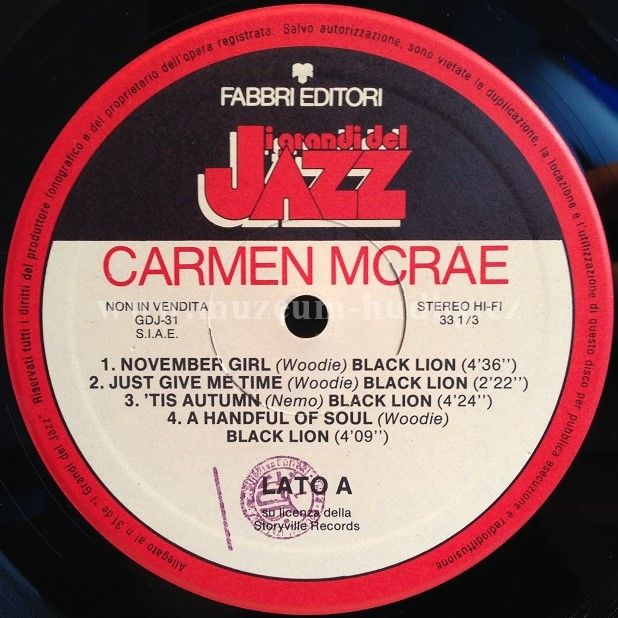 Riservati tutti i diritti del produttore fonografico e del proprietario dell'opera registrata. Salvo autorizzazione, sono vietate la duplicazione, la locazione e l'utilizzazione di questo disco per pubblica esecuzione e radiodiffusione
FABBRI EDITORI
i grandi del
JAZZ
CARMEN MCRAE
NON IN VENDITA
GDJ-31
S.I.A.E.
STEREO HI-FI
33 1/3
1. NOVEMBER GIRL (Woodie) BLACK LION (4'36'')
2. JUST GIVE ME TIME (Woodie) BLACK LION (2'22'')
3. 'TIS AUTUMN (Nemo) BLACK LION (4'24'')
4. A HANDFUL OF SOUL (Woodie)
BLACK LION (4'09'')
LATO A
su licenza della
Storyville Records
Allegato al n. 31 de «I Grandi del Jazz"